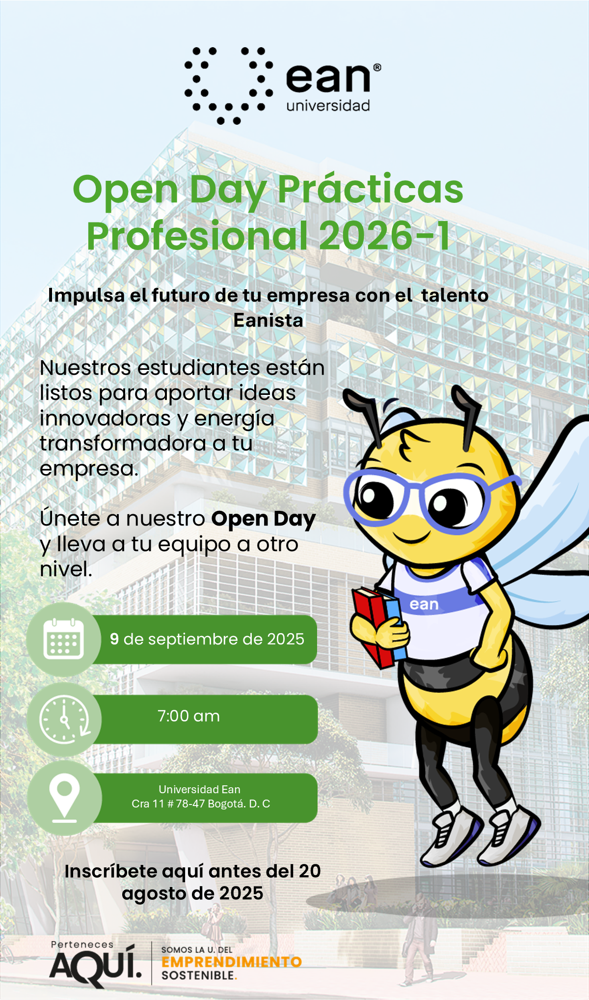 ean®
universidad
Open Day Prácticas
Profesional 2026-1
Impulsa el futuro de tu empresa con el  talento
Eanista
Nuestros estudiantes están
listos para aportar ideas
innovadoras y energía
transformadora a tu
empresa.
Únete a nuestro Open Day
y lleva a tu equipo a otro
nivel.
ean
9 de septiembre de 2025
7:00 am
Universidad Ean
Cra 11 # 78-47 Bogotá. D. C
Inscríbete aquí antes del 20
agosto de 2025
Perteneces
AQUÍ.
SOMOS LA U. DEL
EMPRENDIMIENTO
SOSTENIBLE.